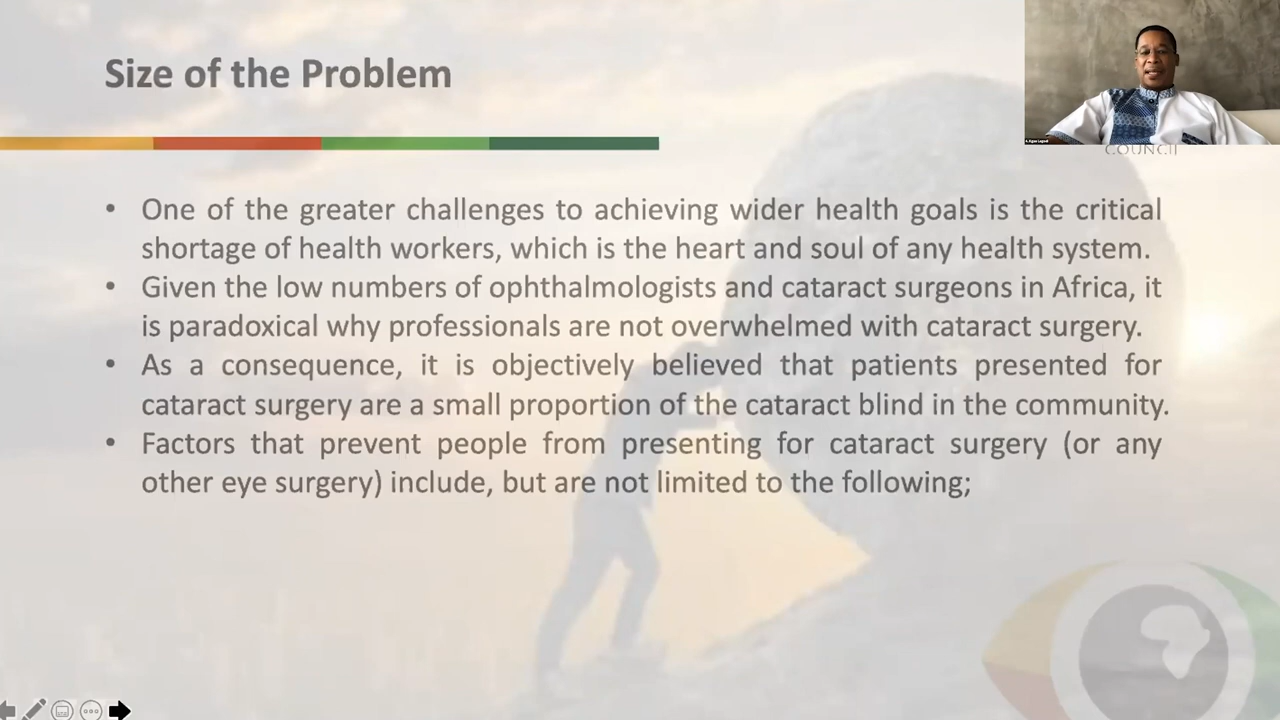 Size of the Problem
COUNCIL
• One of the greater challenges to achieving wider health goals is the critical
shortage of health workers, which is the heart and soul of any health system.
• Given the low numbers of ophthalmologists and cataract surgeons in Africa, it
is paradoxical why professionals are not overwhelmed with cataract surgery.
• As a consequence, it is objectively believed that patients presented for
cataract surgery are a small proportion of the cataract blind in the community.
• Factors that prevent people from presenting for cataract surgery (or any
other eye surgery) include, but are not limited to the following;